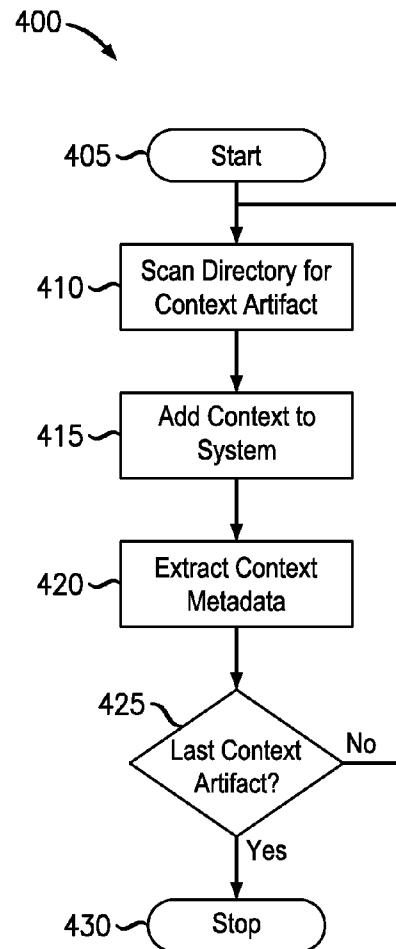 400
405
Start
410
Scan Directory for
Context Artifact
415
Add Context to
System
420
Extract Context
Metadata
425
Last Context
Artifact?
No
Yes
430
Stop